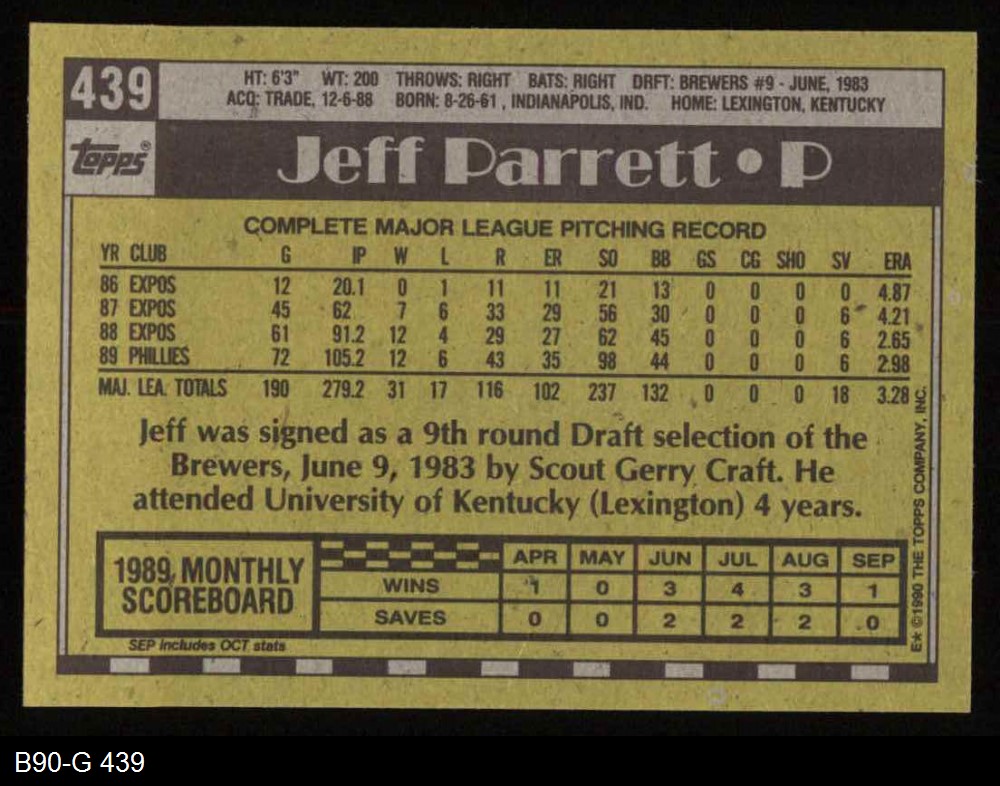 439
HT: 6'3" WT: 200 THROWS: RIGHT BATS: RIGHT DRFT: BREWERS #9 - JUNE, 1983
ACQ: TRADE, 12-6-88 BORN: 8-26-61, INDIANAPOLIS, IND. HOME: LEXINGTON, KENTUCKY
topps®
Jeff Parrett • P
COMPLETE MAJOR LEAGUE PITCHING RECORD
YR CLUB G IP W L R ER SO BB GS CG SHO SV ERA
86 EXPOS 12 20.1 0 1 11 11 21 13 0 0 0 0 4.87
87 EXPOS 45 62 7 6 33 29 56 30 0 0 0 6 4.21
88 EXPOS 61 91.2 12 4 29 27 62 45 0 0 0 6 2.65
89 PHILLIES 72 105.2 12 6 43 35 98 44 0 0 0 6 2.98
MAJ. LEA. TOTALS 190 279.2 31 17 116 102 237 132 0 0 0 18 3.28
Jeff was signed as a 9th round Draft selection of the
Brewers, June 9, 1983 by Scout Gerry Craft. He
attended University of Kentucky (Lexington) 4 years.
1989 MONTHLY
SCOREBOARD
APR MAY JUN JUL AUG SEP
WINS 1 0 3 4 3 1
SAVES 0 0 2 2 2 0
SEP includes OCT stats
E* ©1990 THE TOPPS COMPANY, INC.
B90-G 439